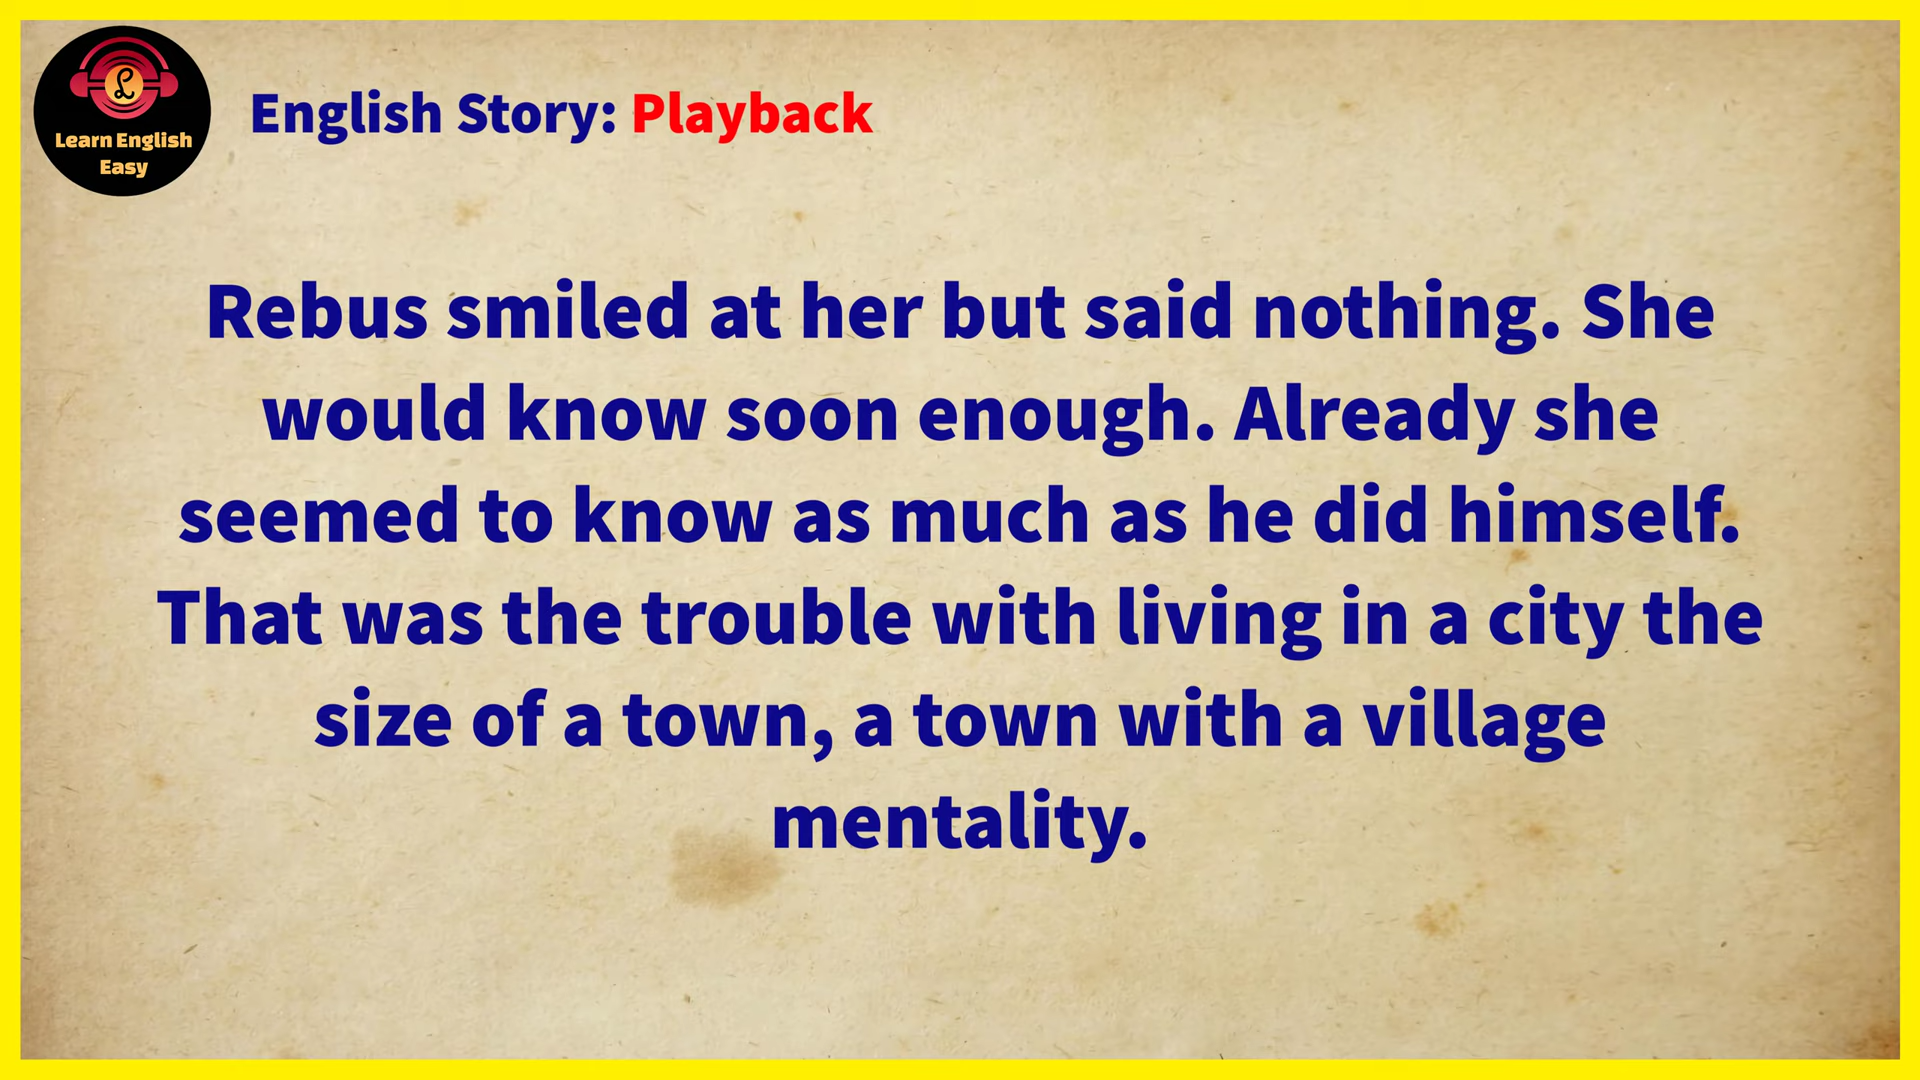 L
Learn English
Easy
English Story: Playback
Rebus smiled at her but said nothing. She
would know soon enough. Already she
seemed to know as much as he did himself.
That was the trouble with living in a city the
size of a town, a town with a village
mentality.